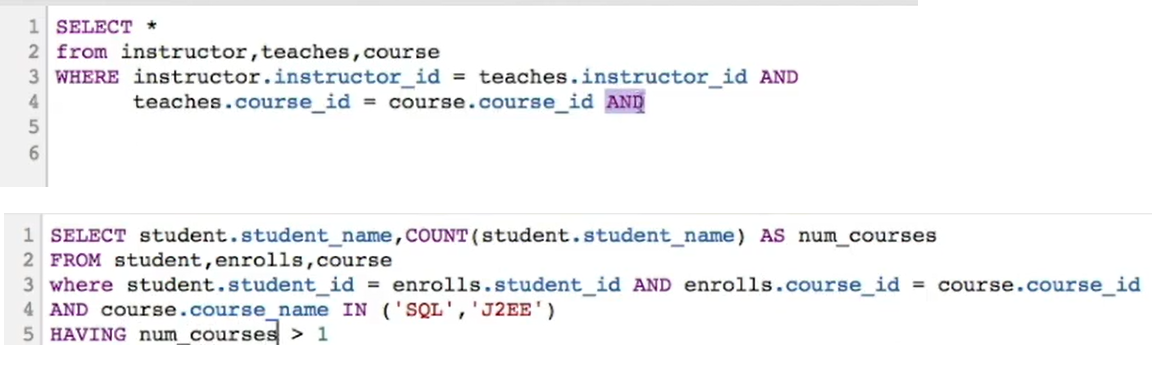 1 SELECT *
2 from instructor,teaches,course
3 WHERE instructor.instructor_id = teaches.instructor_id AND
4 teaches.course_id = course.course_id AND
5
6
1 SELECT student.student_name,COUNT(student.student_name) AS num_courses
2 FROM student,enrolls,course
3 where student.student_id = enrolls.student_id AND enrolls.course_id = course.course_id
4 AND course.course_name IN ('SQL','J2EE')
5 HAVING num_courses > 1